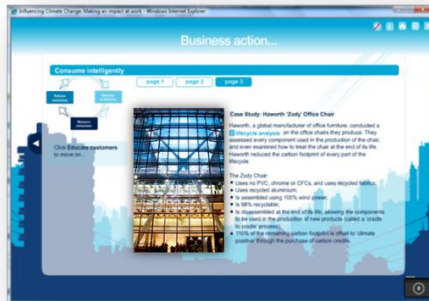 Influencing Climate Change: Making an impact at work - Windows Internet Explorer
Business action...
Consume intelligently
page 1 page 2 page 3
Reduce
Measure
Click Educate customers
to move on...
Case Study: Haworth 'Zody' Office Chair
Haworth, a global manufacturer of office furniture, conducted a
lifecycle analysis on the office chairs they produce. They
assessed every component used in the production of the chair,
and even examined how to treat the chair at the end of its life.
Haworth reduced the carbon footprint of every part of the
lifecycle.
The Zody Chair:
Uses no PVC, chrome or CFCs, and uses recycled fabrics;
Uses recycled aluminium;
Is assembled using 100% wind power;
Is 98% recyclable;
Is disassembled at the end of its life, allowing the components
to be used in the production of new products (called a 'cradle
to cradle' process);
110% of the remaining carbon footprint is offset to 'climate
positive' through the purchase of carbon credits.